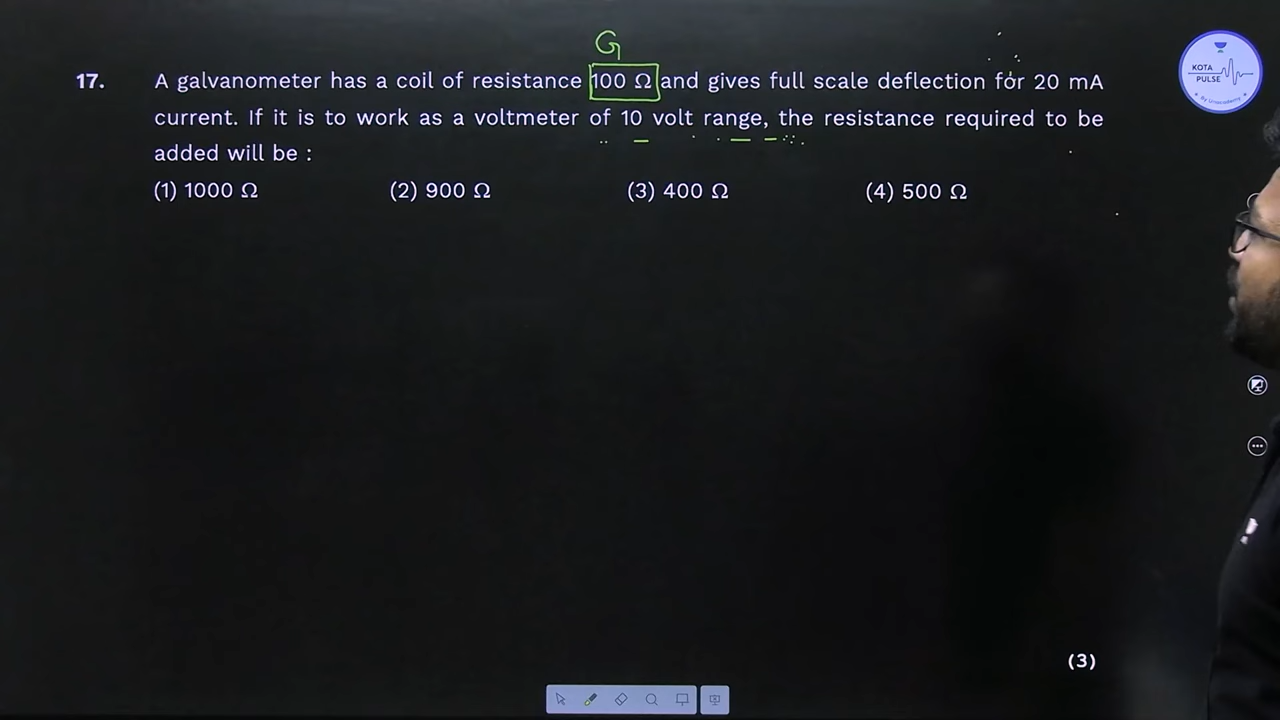 G
17. A galvanometer has a coil of resistance 100 Ω and gives full scale deflection for 20 mA
current. If it is to work as a voltmeter of 10 volt range, the resistance required to be
added will be :
(1) 1000 Ω (2) 900 Ω (3) 400 Ω (4) 500 Ω
(3)
KOTA
PULSE
By Unacademy